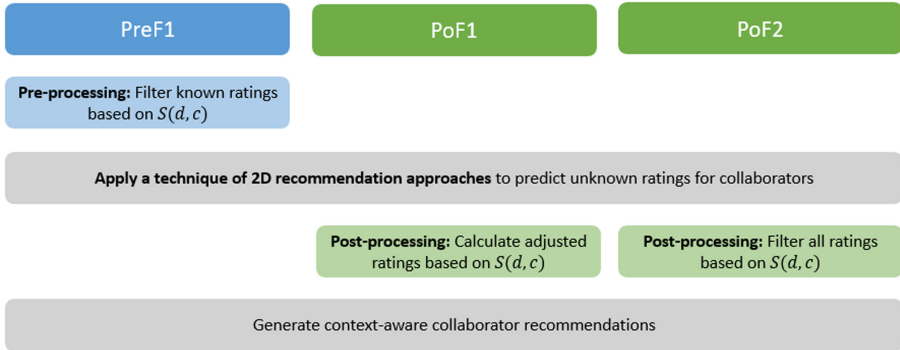 PreF1
PoF1
PoF2
Pre-processing: Filter known ratings
based on S(d, c)
Apply a technique of 2D recommendation approaches to predict unknown ratings for collaborators
Post-processing: Calculate adjusted
ratings based on S(d, c)
Post-processing: Filter all ratings
based on S(d, c)
Generate context-aware collaborator recommendations